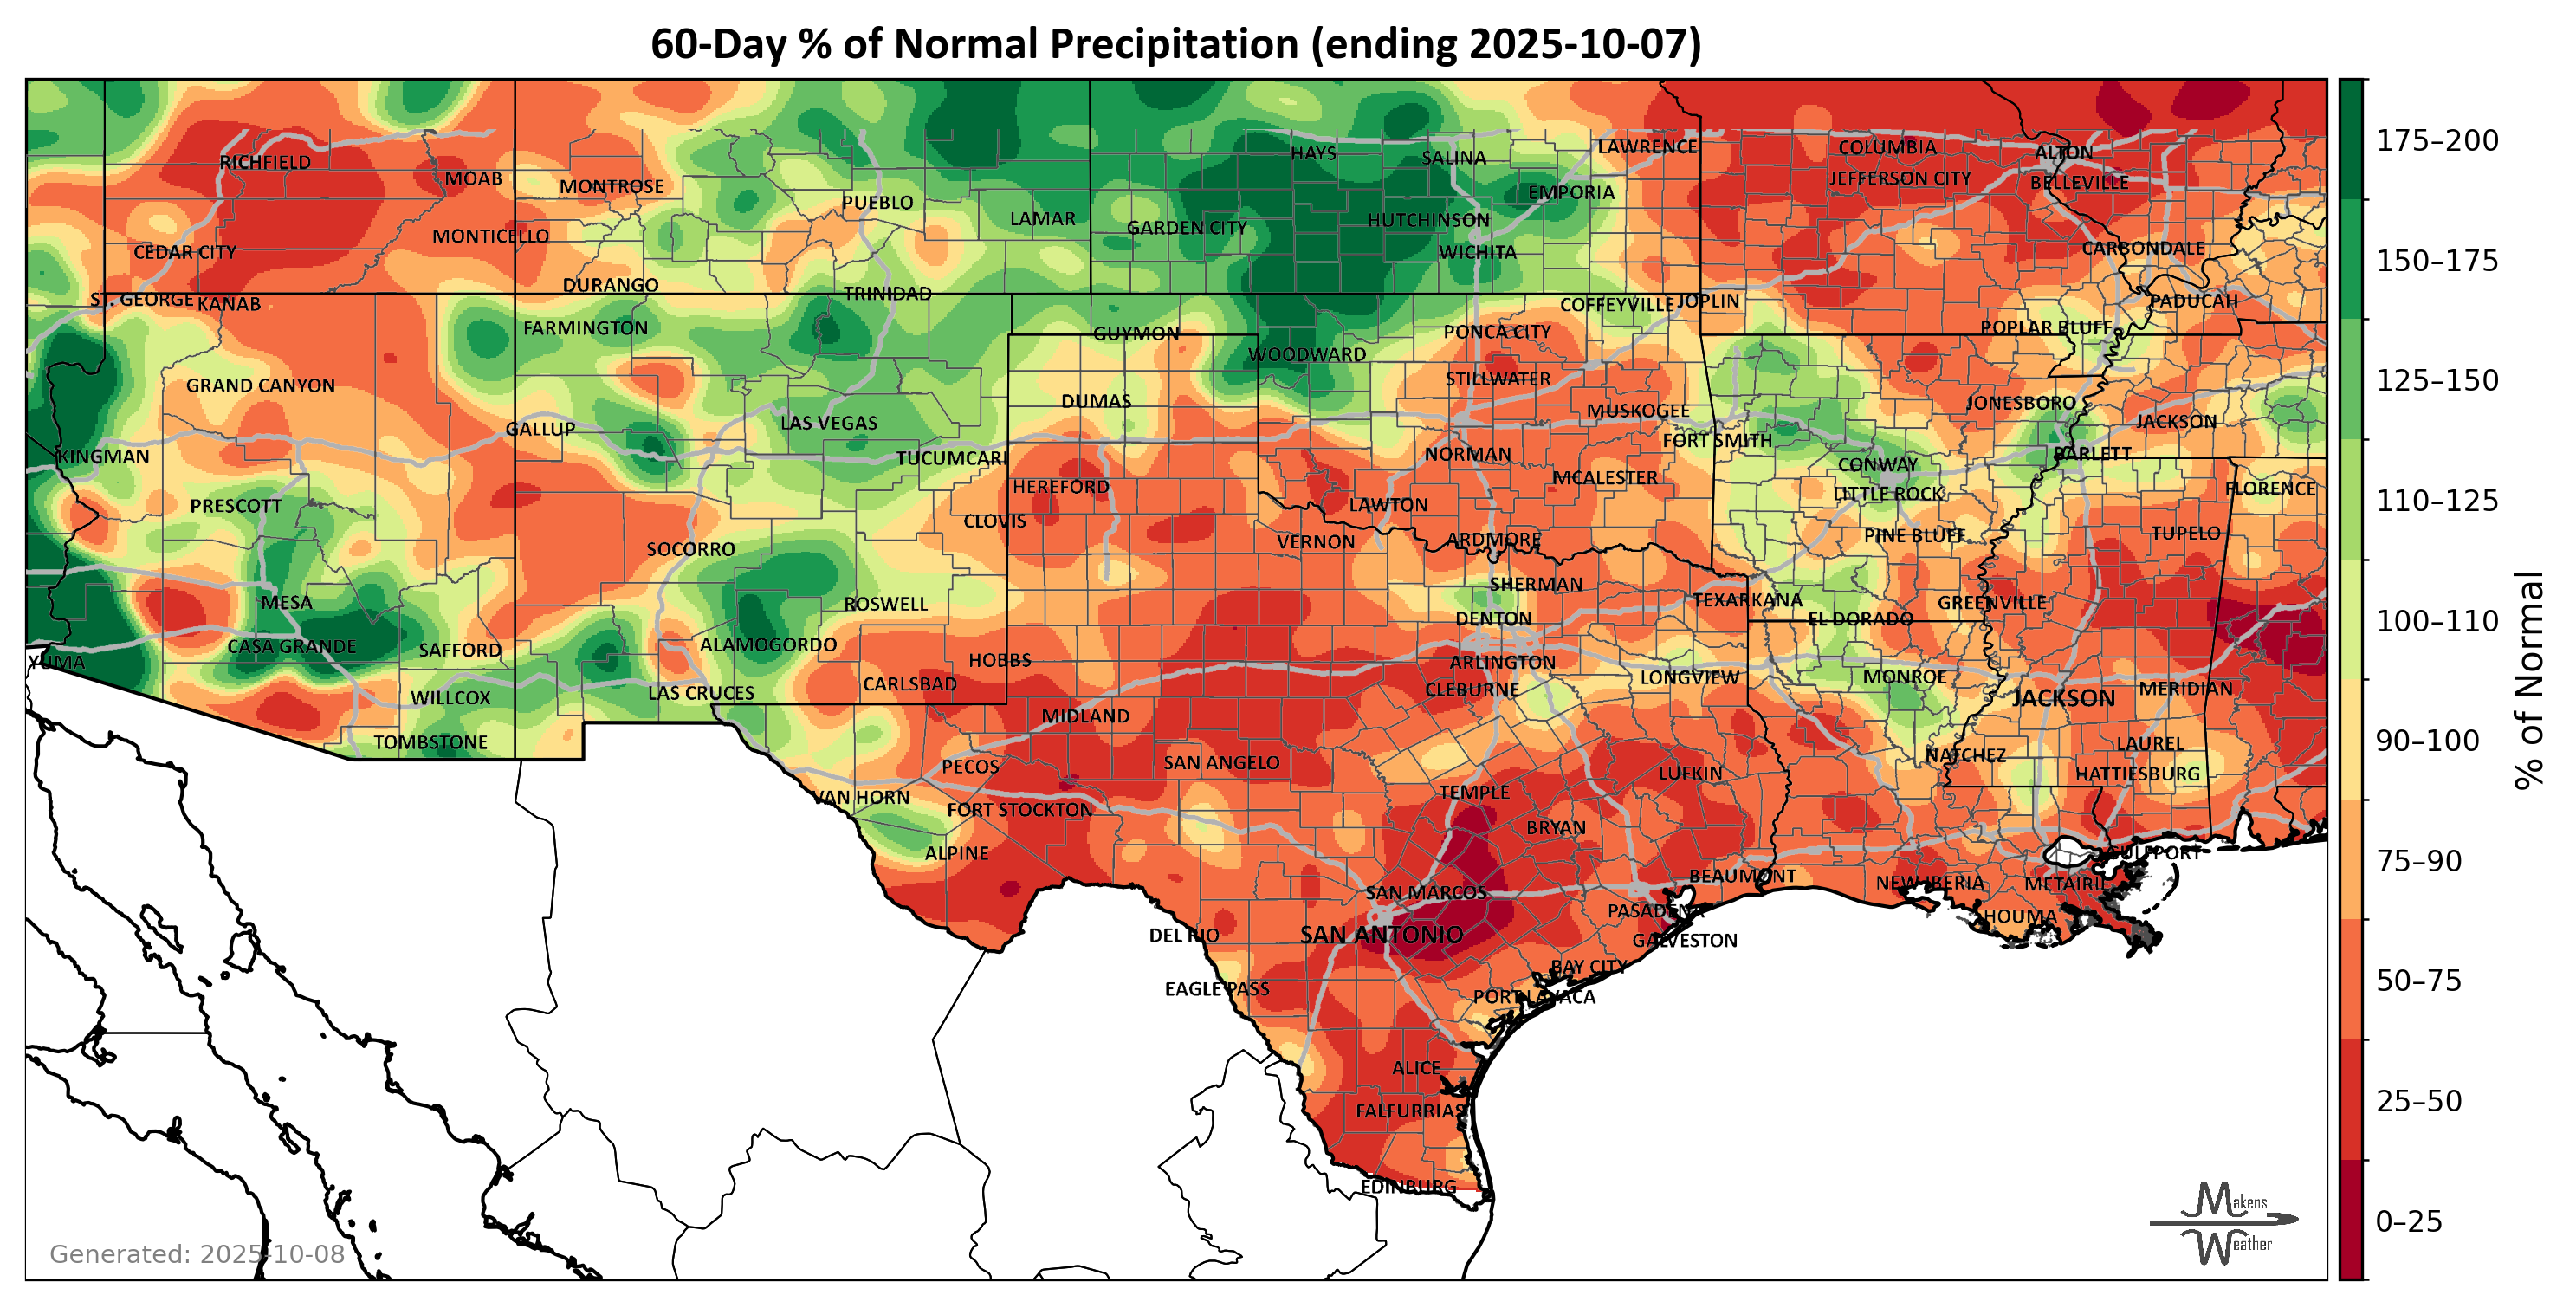 60-Day % of Normal Precipitation (ending 2025-10-07)
RICHFIELD
MOAB
MONTROSE
PUEBLO
LAMAR
HAYS
SALINA
LAWRENCE
COLUMBIA
ALTON
JEFFERSON CITY
BELLEVILLE
EMPORIA
GARDEN CITY
HUTCHINSON
WICHITA
MONTICELLO
CEDAR CITY
CARBONDALE
DURANGO
TRINIDAD
ST. GEORGE
KANAB
COFFEYVILLE
JOPLIN
PADUCAH
FARMINGTON
GUYMON
PONCA CITY
POPLAR BLUFF
WOODWARD
STILLWATER
GRAND CANYON
DUMAS
MUSKOGEE
JONESBORO
JACKSON
GALLUP
LAS VEGAS
FORT SMITH
KINGMAN
TUCUMCARI
NORMAN
BARLETT
CONWAY
HEREFORD
MCALESTER
LITTLE ROCK
FLORENCE
PRESCOTT
CLOVIS
LAWTON
SOCORRO
VERNON
ARDMORE
PINE BLUFF
TUPELO
MESA
ROSWELL
SHERMAN
TEXARKANA
GREENVILLE
DENTON
EL DORADO
CASA GRANDE
SAFFORD
ALAMOGORDO
YUMA
HOBBS
ARLINGTON
WILLCOX
LAS CRUCES
CARLSBAD
CLEBURNE
LONGVIEW
MONROE
JACKSON
MERIDIAN
MIDLAND
TOMBSTONE
PECOS
SAN ANGELO
LAUREL
NATCHEZ
LUFKIN
HATTIESBURG
VAN HORN
FORT STOCKTON
TEMPLE
BRYAN
ALPINE
GULFPORT
SAN MARCOS
BEAUMONT
NEW IBERIA
METAIRIE
PASADENA
HOUMA
DEL RIO
SAN ANTONIO
GALVESTON
BAY CITY
EAGLE PASS
PORT LAVACA
ALICE
FALFURRIAS
EDINBURG
Generated: 2025-10-08
Makens
Weather
175–200
150–175
125–150
110–125
100–110
90–100
75–90
50–75
25–50
0–25
% of Normal